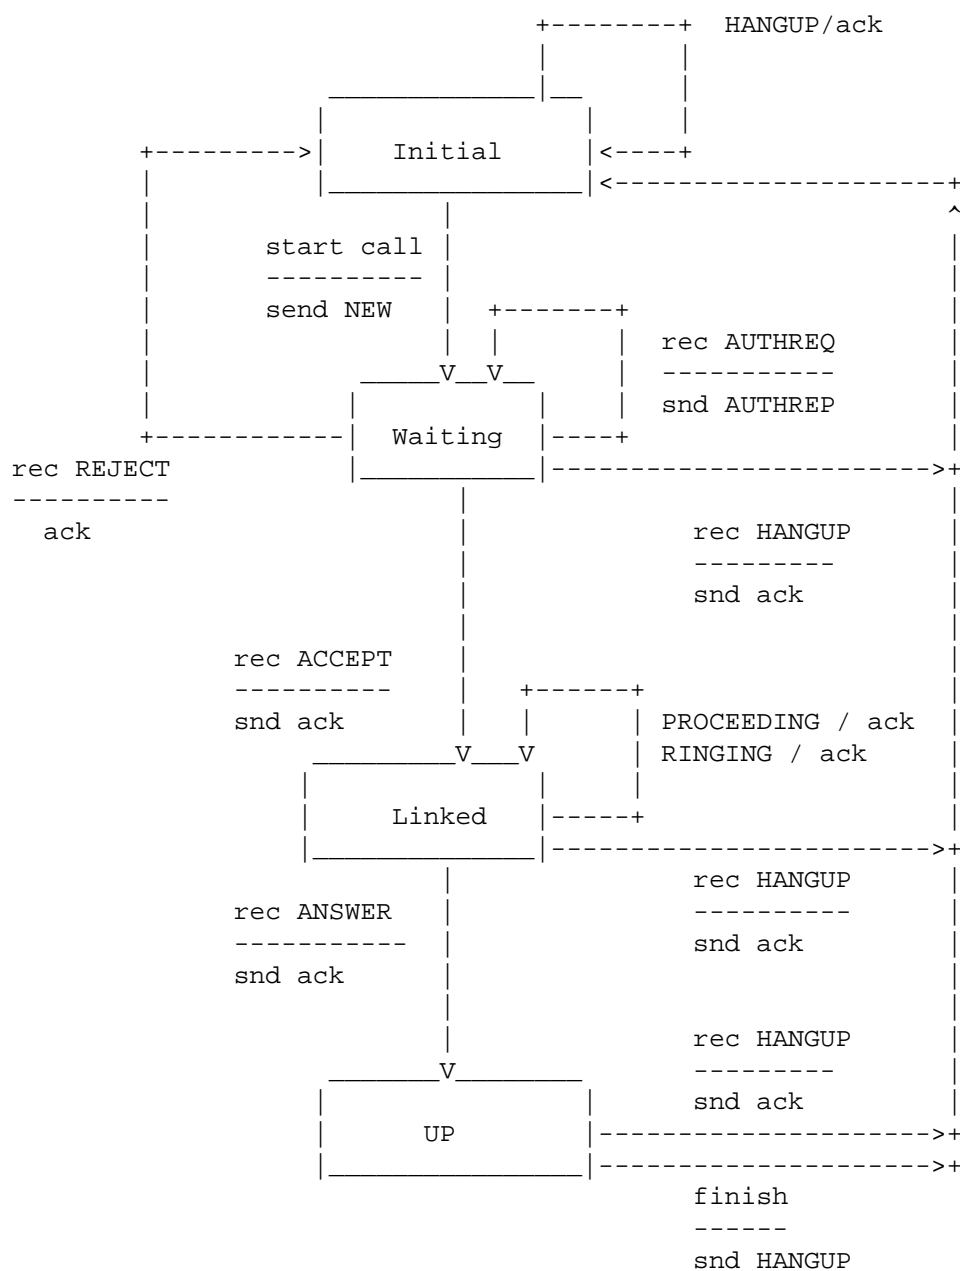 HANGUP/ack
Initial
start call
----------
send NEW
rec AUTHREQ
-----------
snd AUTHREP
Waiting
rec REJECT
----------
ack
rec HANGUP
---------
snd ack
rec ACCEPT
----------
snd ack
PROCEEDING / ack
RINGING / ack
Linked
rec HANGUP
----------
snd ack
rec ANSWER
-----------
snd ack
rec HANGUP
---------
snd ack
UP
finish
------
snd HANGUP